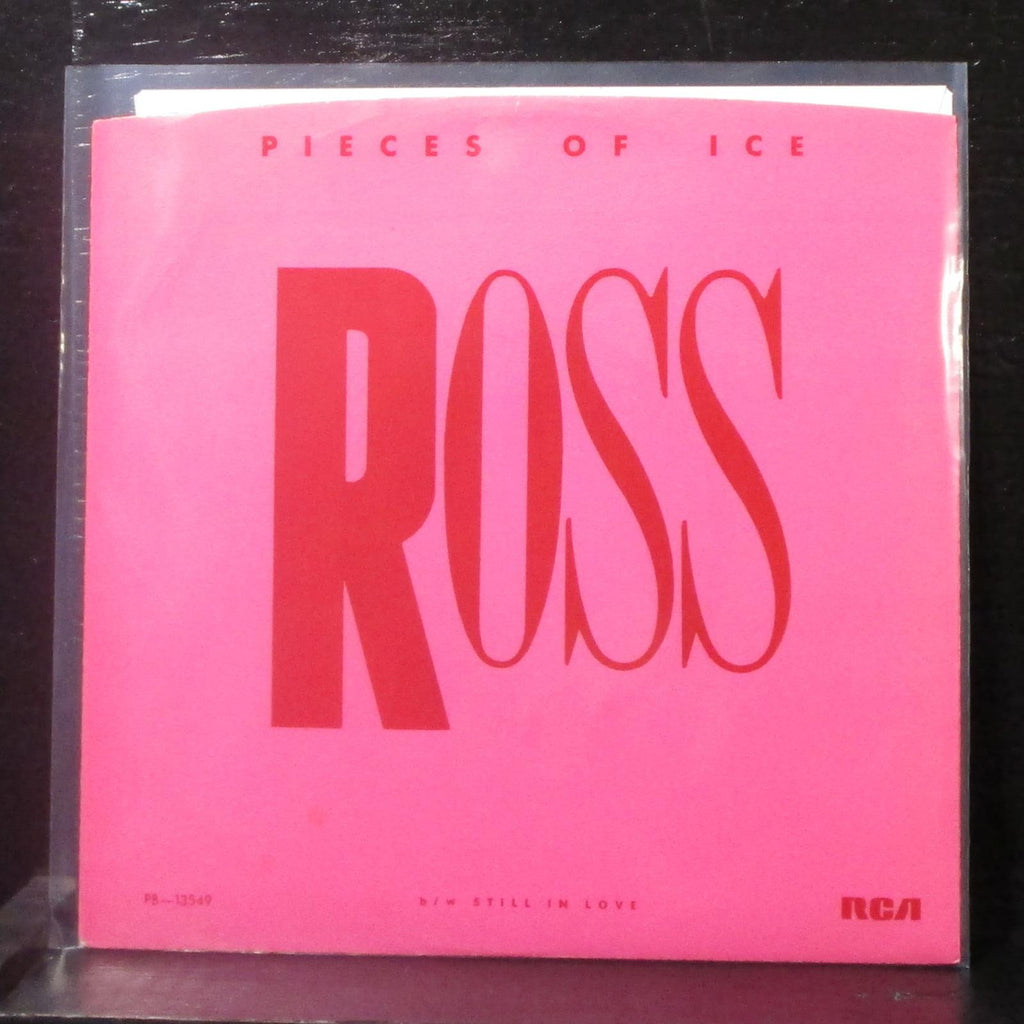 PIECES OF ICE
ROSS
PB-13549
b/w STILL IN LOVE
RCA